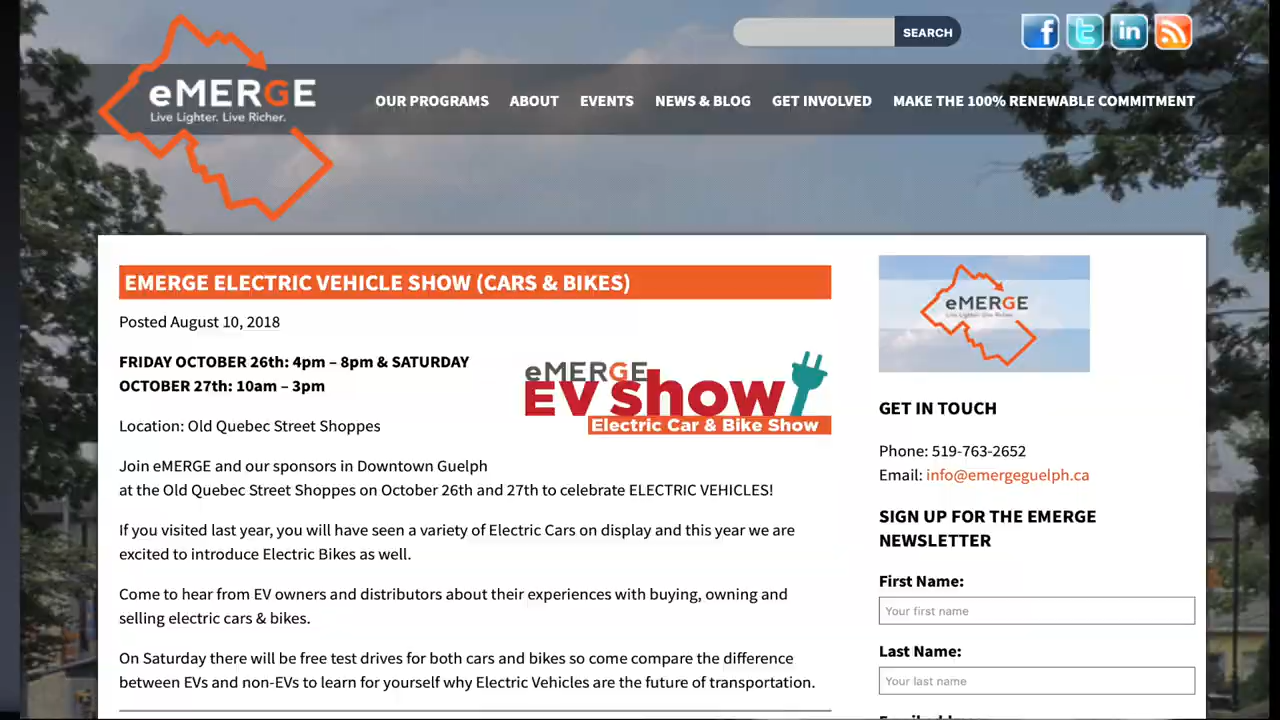 SEARCH
eMERGE
Live Lighter. Live Richer.
OUR PROGRAMS ABOUT EVENTS NEWS & BLOG GET INVOLVED MAKE THE 100% RENEWABLE COMMITMENT
EMERGE ELECTRIC VEHICLE SHOW (CARS & BIKES)
Posted August 10, 2018
FRIDAY OCTOBER 26th: 4pm – 8pm & SATURDAY
OCTOBER 27th: 10am – 3pm
eMERGE
EV show
Electric Car & Bike Show
Location: Old Quebec Street Shoppes
Join eMERGE and our sponsors in Downtown Guelph
at the Old Quebec Street Shoppes on October 26th and 27th to celebrate ELECTRIC VEHICLES!
If you visited last year, you will have seen a variety of Electric Cars on display and this year we are
excited to introduce Electric Bikes as well.
Come to hear from EV owners and distributors about their experiences with buying, owning and
selling electric cars & bikes.
On Saturday there will be free test drives for both cars and bikes so come compare the difference
between EVs and non-EVs to learn for yourself why Electric Vehicles are the future of transportation.
eMERGE
Live Lighter. Live Richer.
GET IN TOUCH
Phone: 519-763-2652
Email: info@emergeguelph.ca
SIGN UP FOR THE EMERGE
NEWSLETTER
First Name:
Your first name
Last Name:
Your last name